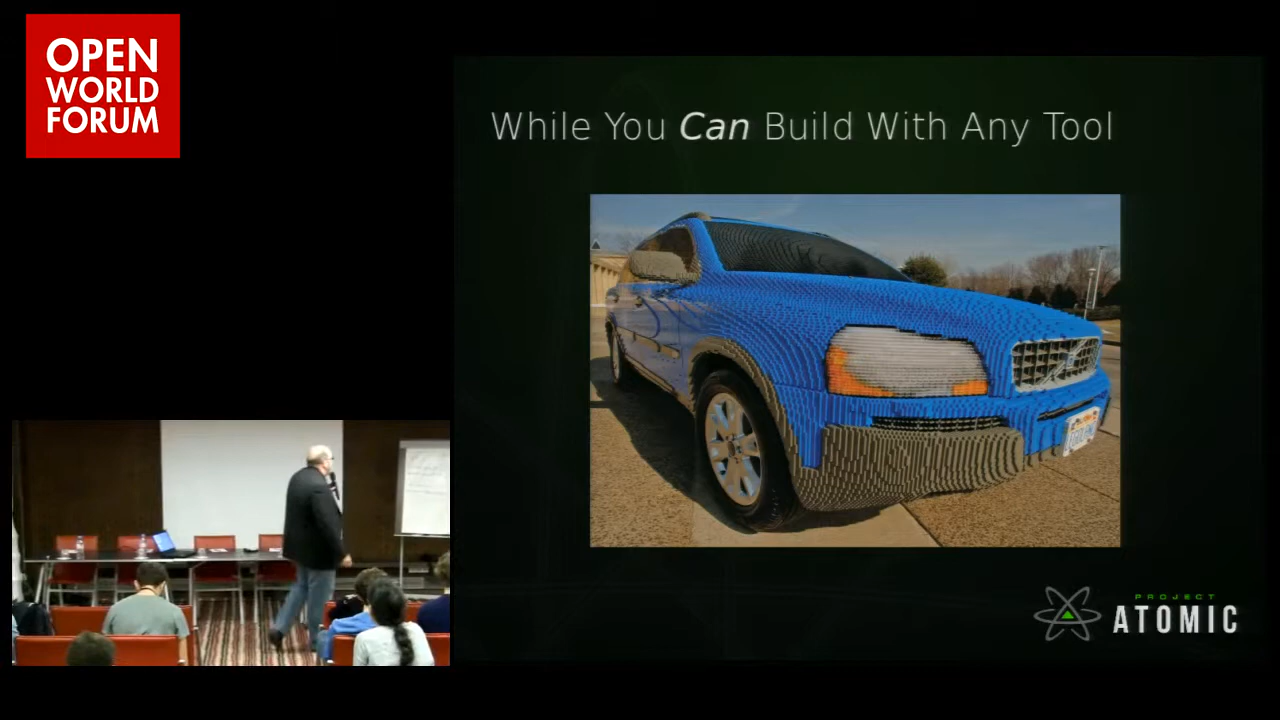 OPEN
WORLD
FORUM
While You Can Build With Any Tool
PROJECT
ATOMIC